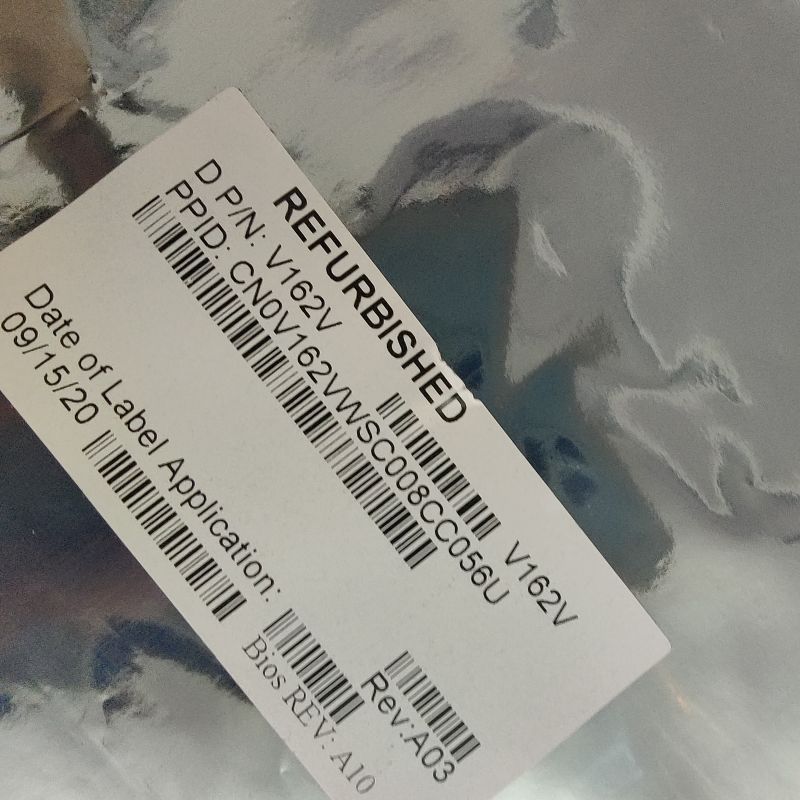 REFURBISHED
D P/N: V162V V162V
PPID: CN0V162VWSC008CC056U
Date of Label Application:
09/15/20
Rev:A03
Bios REV: A10